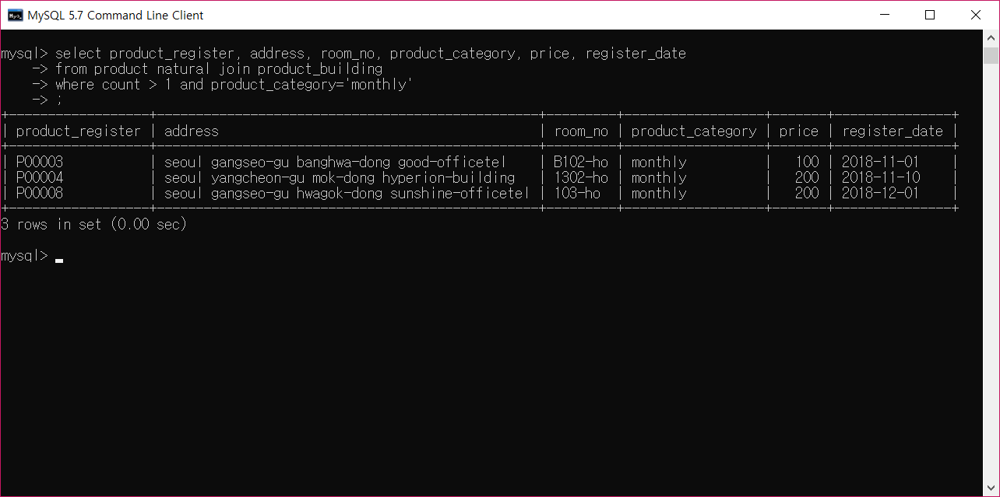 MySQL 5.7 Command Line Client
mysql> select product_register, address, room_no, product_category, price, register_date
    -> from product natural join product_building
    -> where count > 1 and product_category='monthly'
    -> ;
+------------------+-------------------------------------------------+---------+------------------+-------+---------------+
| product_register | address                                         | room_no | product_category | price | register_date |
+------------------+-------------------------------------------------+---------+------------------+-------+---------------+
| P00003           | seoul gangseo-gu banghwa-dong good-officetel    | B102-ho | monthly          |   100 | 2018-11-01    |
| P00004           | seoul yangcheon-gu mok-dong hyperion-building   | 1302-ho | monthly          |   200 | 2018-11-10    |
| P00008           | seoul gangseo-gu hwagok-dong sunshine-officetel | 103-ho  | monthly          |   200 | 2018-12-01    |
+------------------+-------------------------------------------------+---------+------------------+-------+---------------+
3 rows in set (0.00 sec)
mysql>